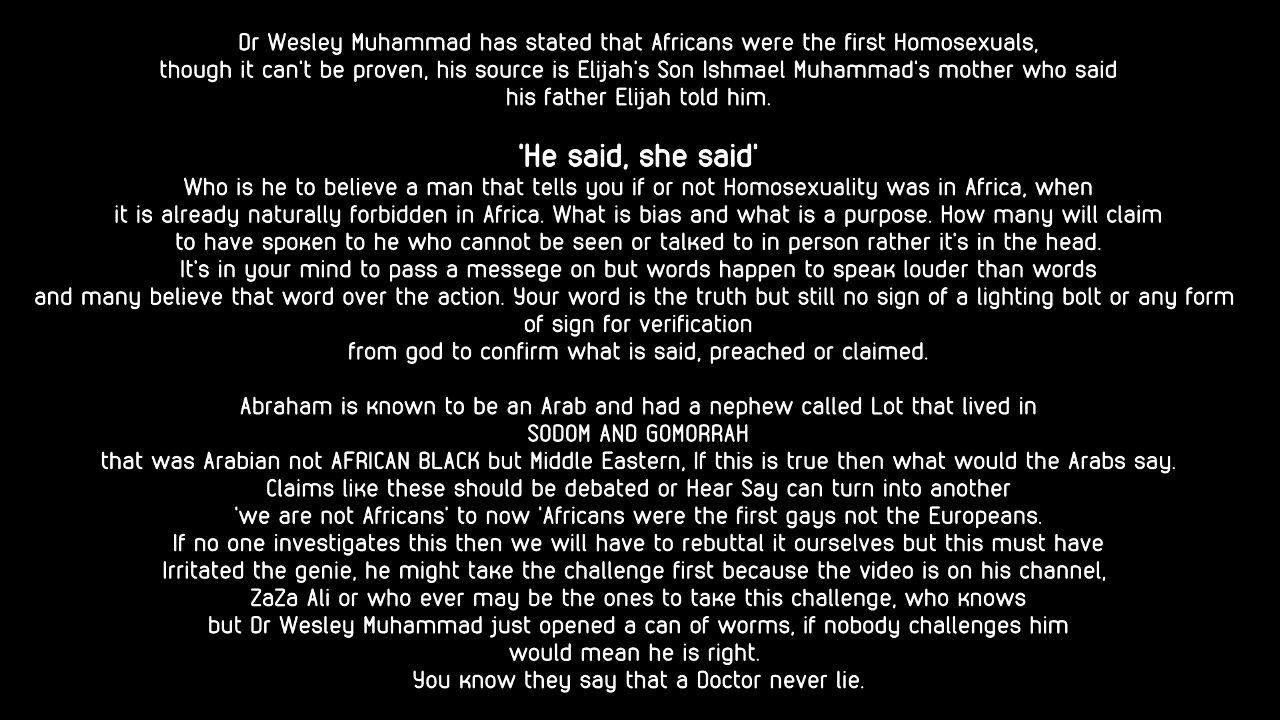 Dr Wesley Muhammad has stated that Africans were the first Homosexuals,
though it can't be proven, his source is Elijah's Son Ishmael Muhammad's mother who said
his father Elijah told him.
'He said, she said'
Who is he to believe a man that tells you if or not Homosexuality was in Africa, when
it is already naturally forbidden in Africa. What is bias and what is a purpose. How many will claim
to have spoken to he who cannot be seen or talked to in person rather it's in the head.
It's in your mind to pass a messege on but words happen to speak louder than words
and many believe that word over the action. Your word is the truth but still no sign of a lighting bolt or any form
of sign for verification
from god to confirm what is said, preached or claimed.
Abraham is known to be an Arab and had a nephew called Lot that lived in
SODOM AND GOMORRAH
that was Arabian not AFRICAN BLACK but Middle Eastern, If this is true then what would the Arabs say.
Claims like these should be debated or Hear Say can turn into another
'we are not Africans' to now 'Africans were the first gays not the Europeans.
If no one investigates this then we will have to rebuttal it ourselves but this must have
Irritated the genie, he might take the challenge first because the video is on his channel,
ZaZa Ali or who ever may be the ones to take this challenge, who knows
but Dr Wesley Muhammad just opened a can of worms, if nobody challenges him
would mean he is right.
You know they say that a Doctor never lie.